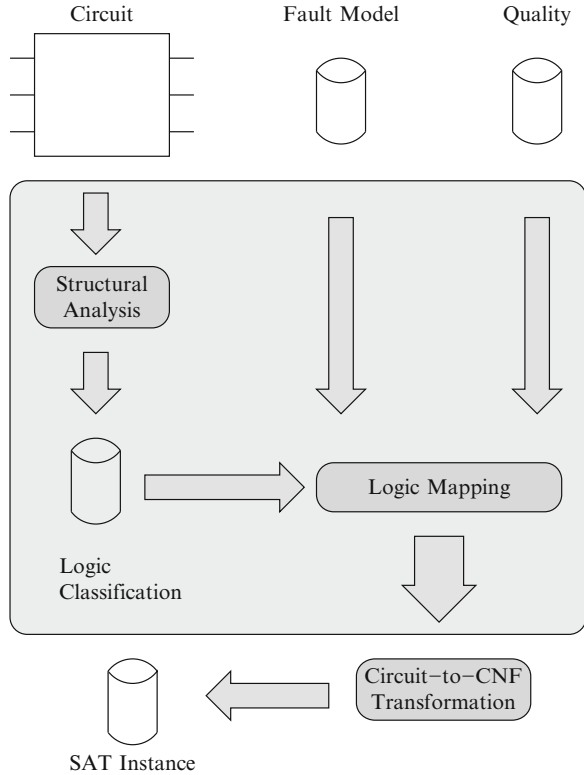 Circuit
Fault Model
Quality
Structural
Analysis
Logic Mapping
Logic
Classification
Circuit−to−CNF
Transformation
SAT Instance